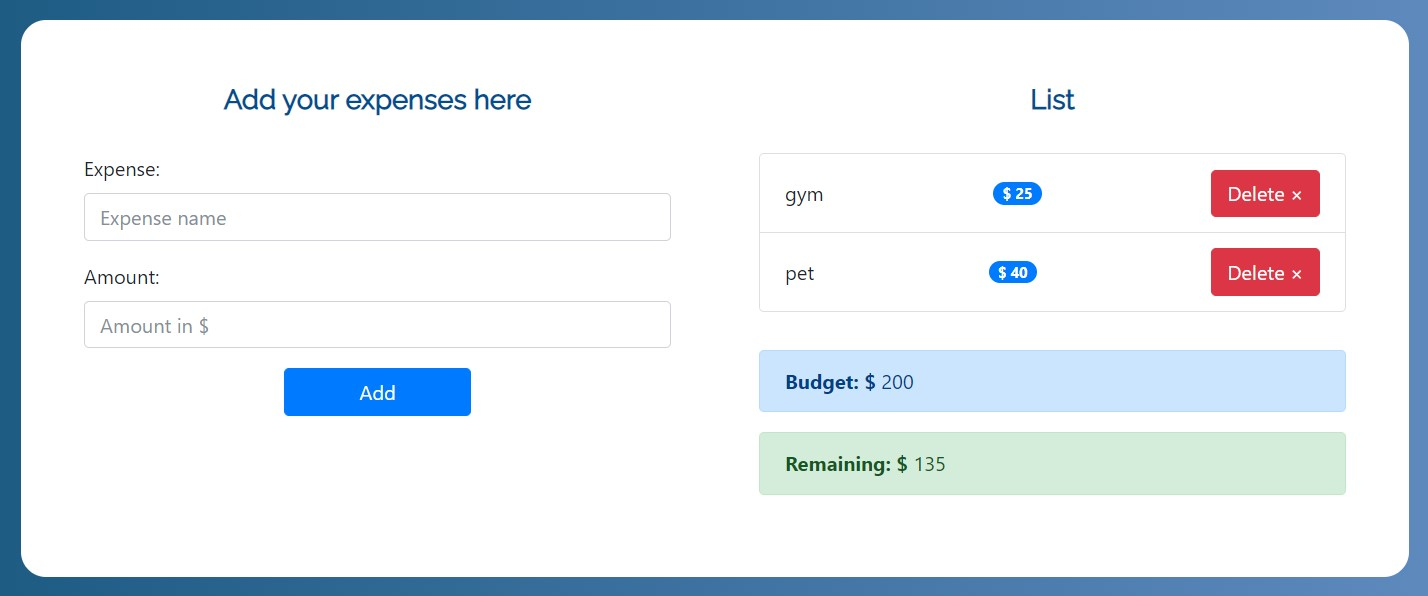 Add your expenses here
Expense:
Expense name
Amount:
Amount in $
Add
List
gym $ 25 Delete ×
pet $ 40 Delete ×
Budget: $ 200
Remaining: $ 135